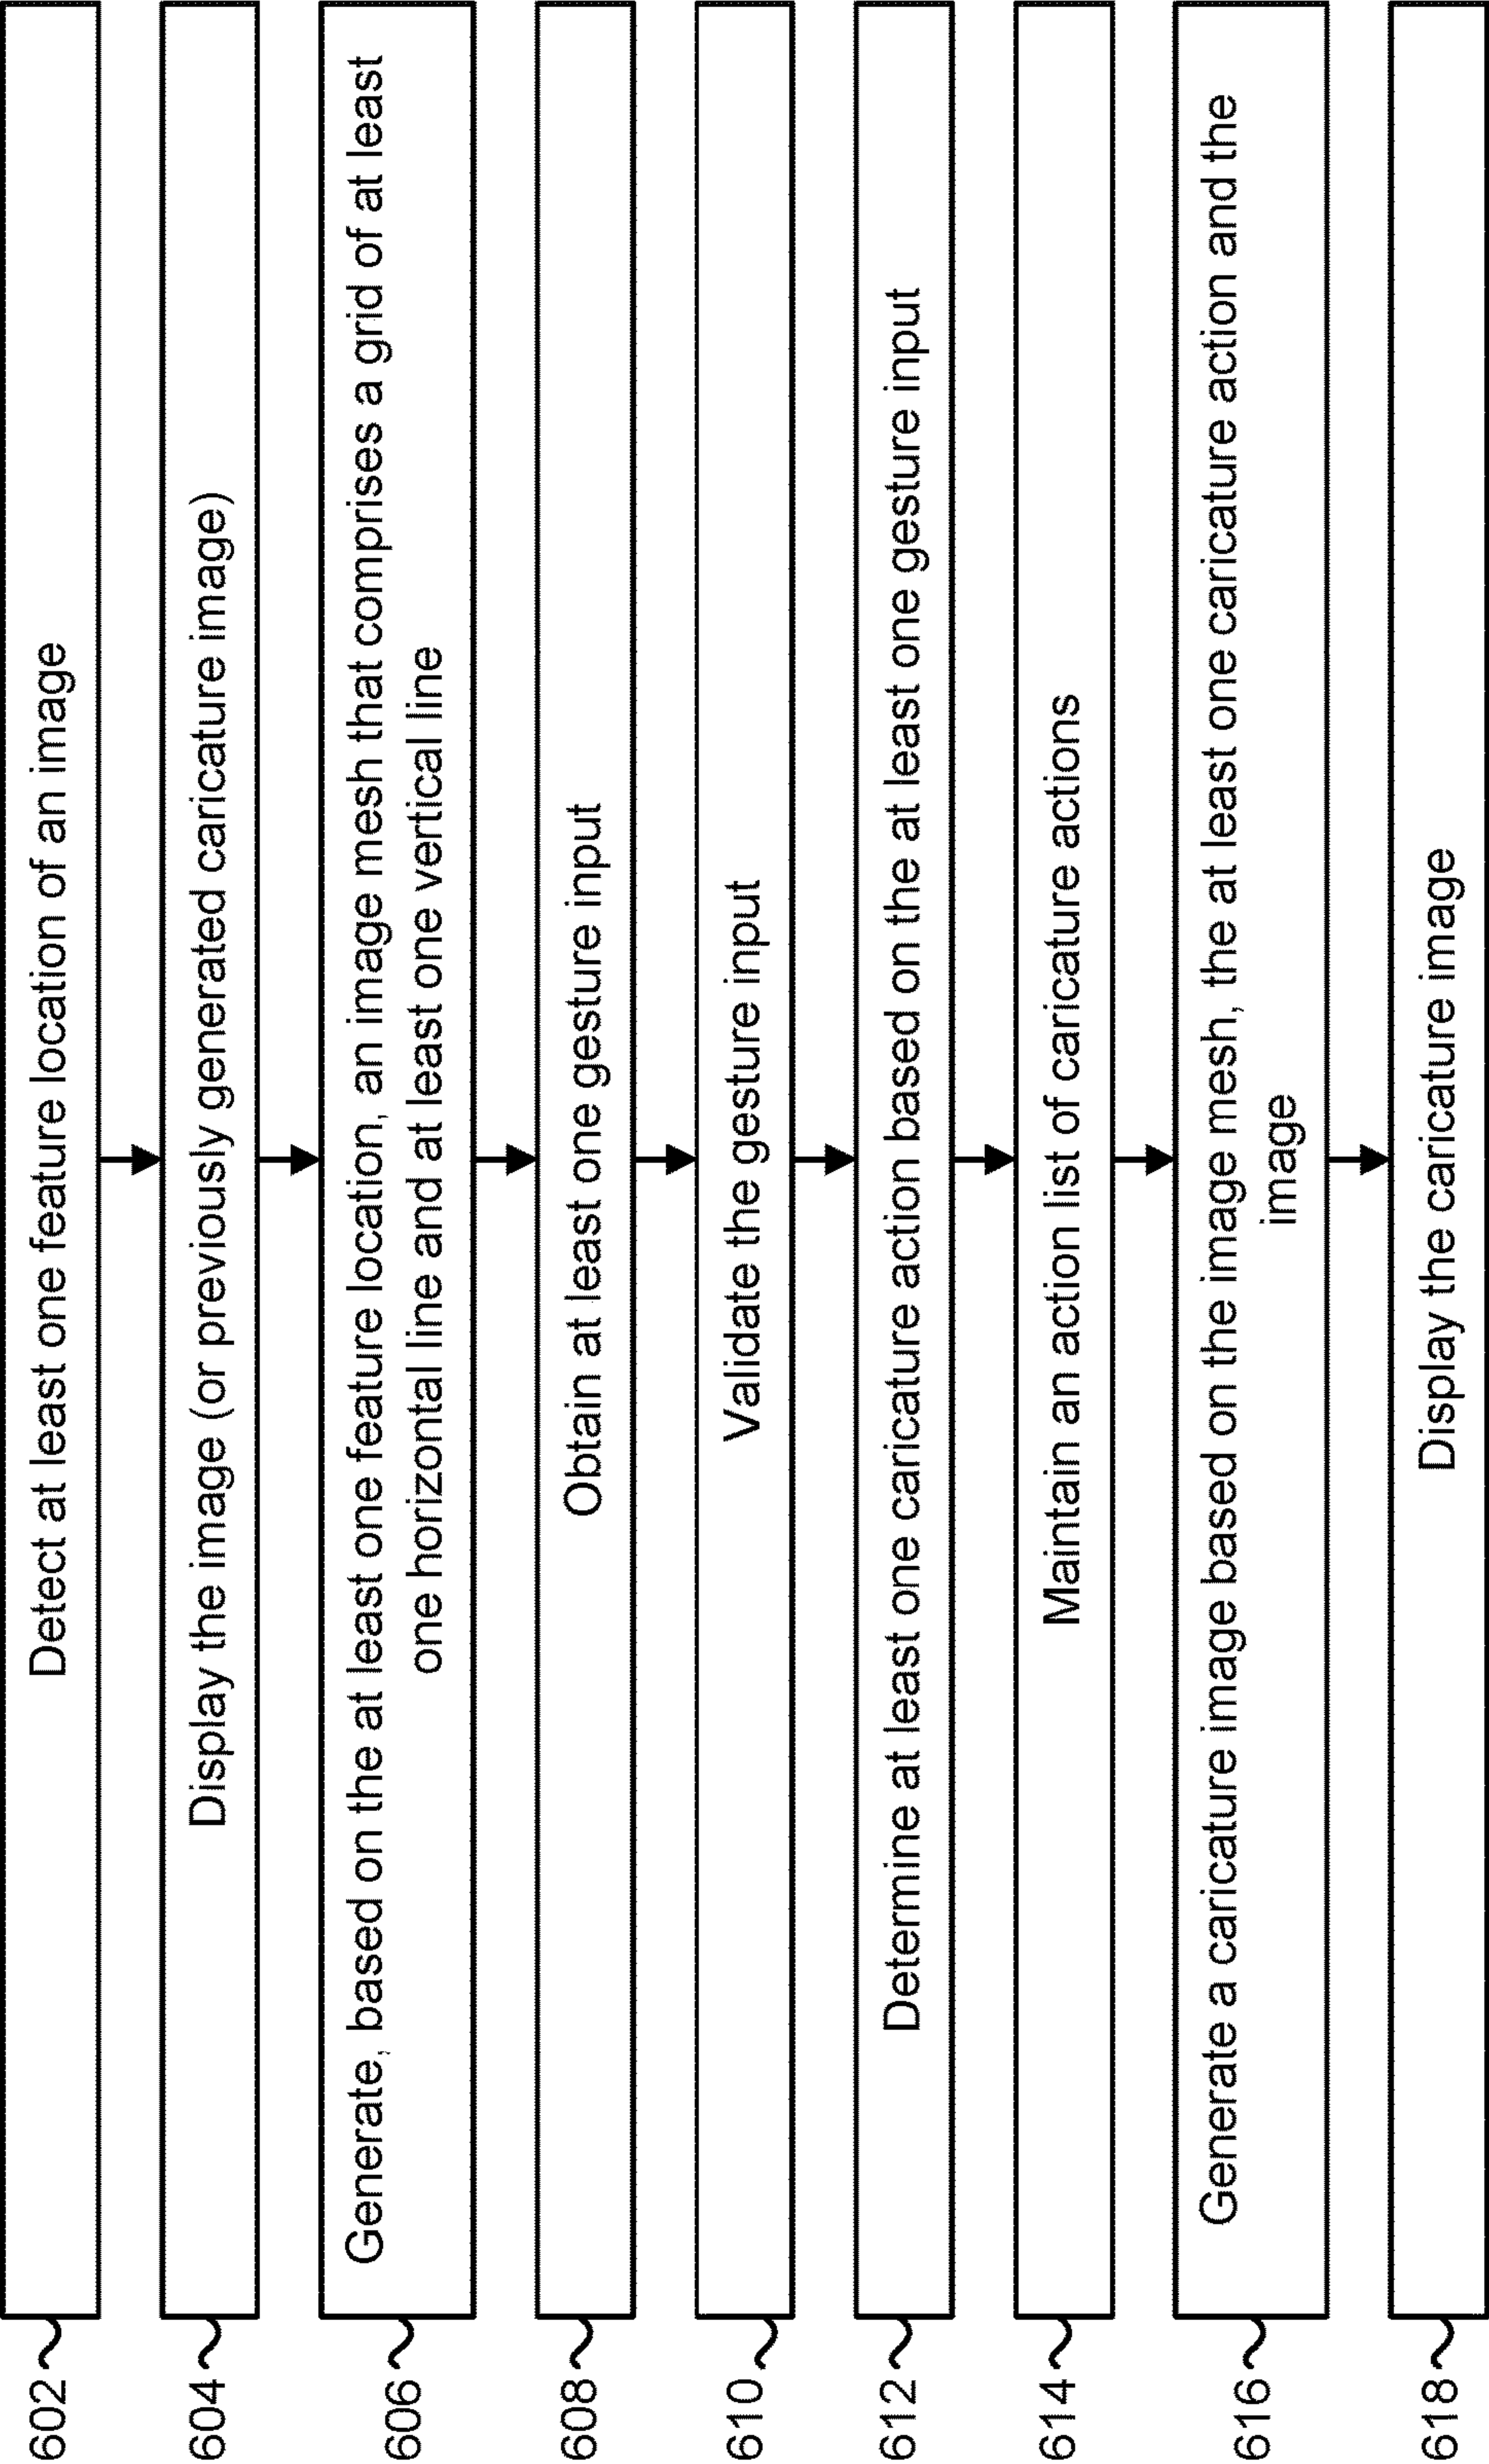 602
Detect at least one feature location of an image
604
Display the image (or previously generated caricature image)
606
Generate, based on the at least one feature location, an image mesh that comprises a grid of at least
one horizontal line and at least one vertical line
608
Obtain at least one gesture input
610
Validate the gesture input
612
Determine at least one caricature action based on the at least one gesture input
614
Maintain an action list of caricature actions
616
Generate a caricature image based on the image mesh, the at least one caricature action and the
image
618
Display the caricature image